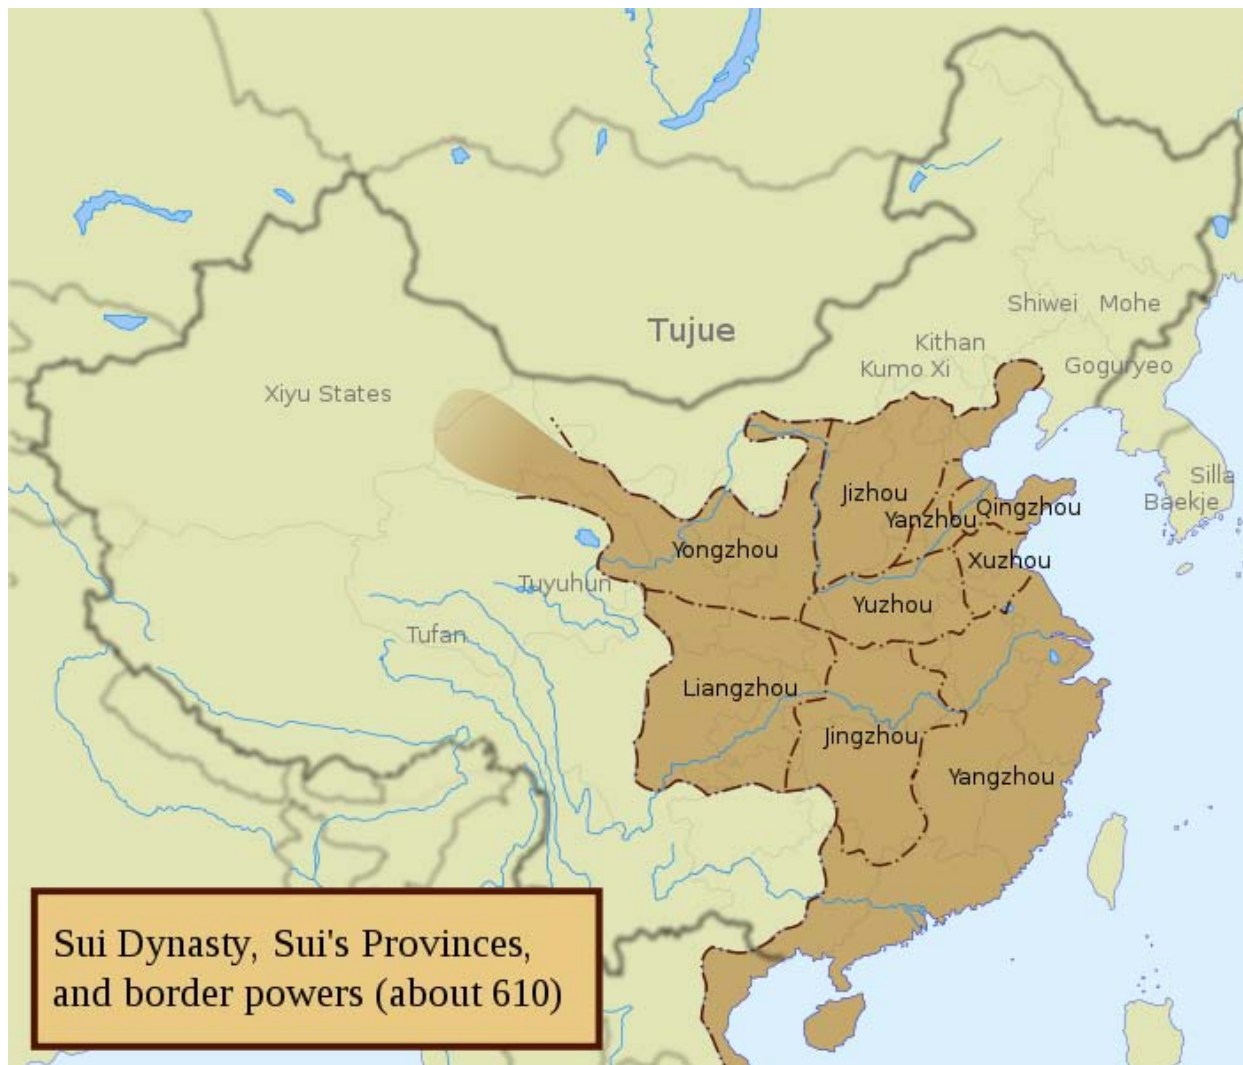 Shiwei Mohe
Tujue
Kithan
Kumo Xi
Goguryeo
Xiyu States
Silla
Baekje
Jizhou
Yanzhou
Qingzhou
Yongzhou
Xuzhou
Tuyuhun
Yuzhou
Tufan
Liangzhou
Jingzhou
Yangzhou
Sui Dynasty, Sui's Provinces,
and border powers (about 610)